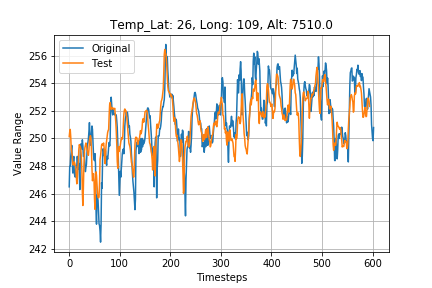 Temp_Lat: 26, Long: 109, Alt: 7510.0
Original
Test
Value Range
256
254
252
250
248
246
244
242
0 100 200 300 400 500 600
Timesteps